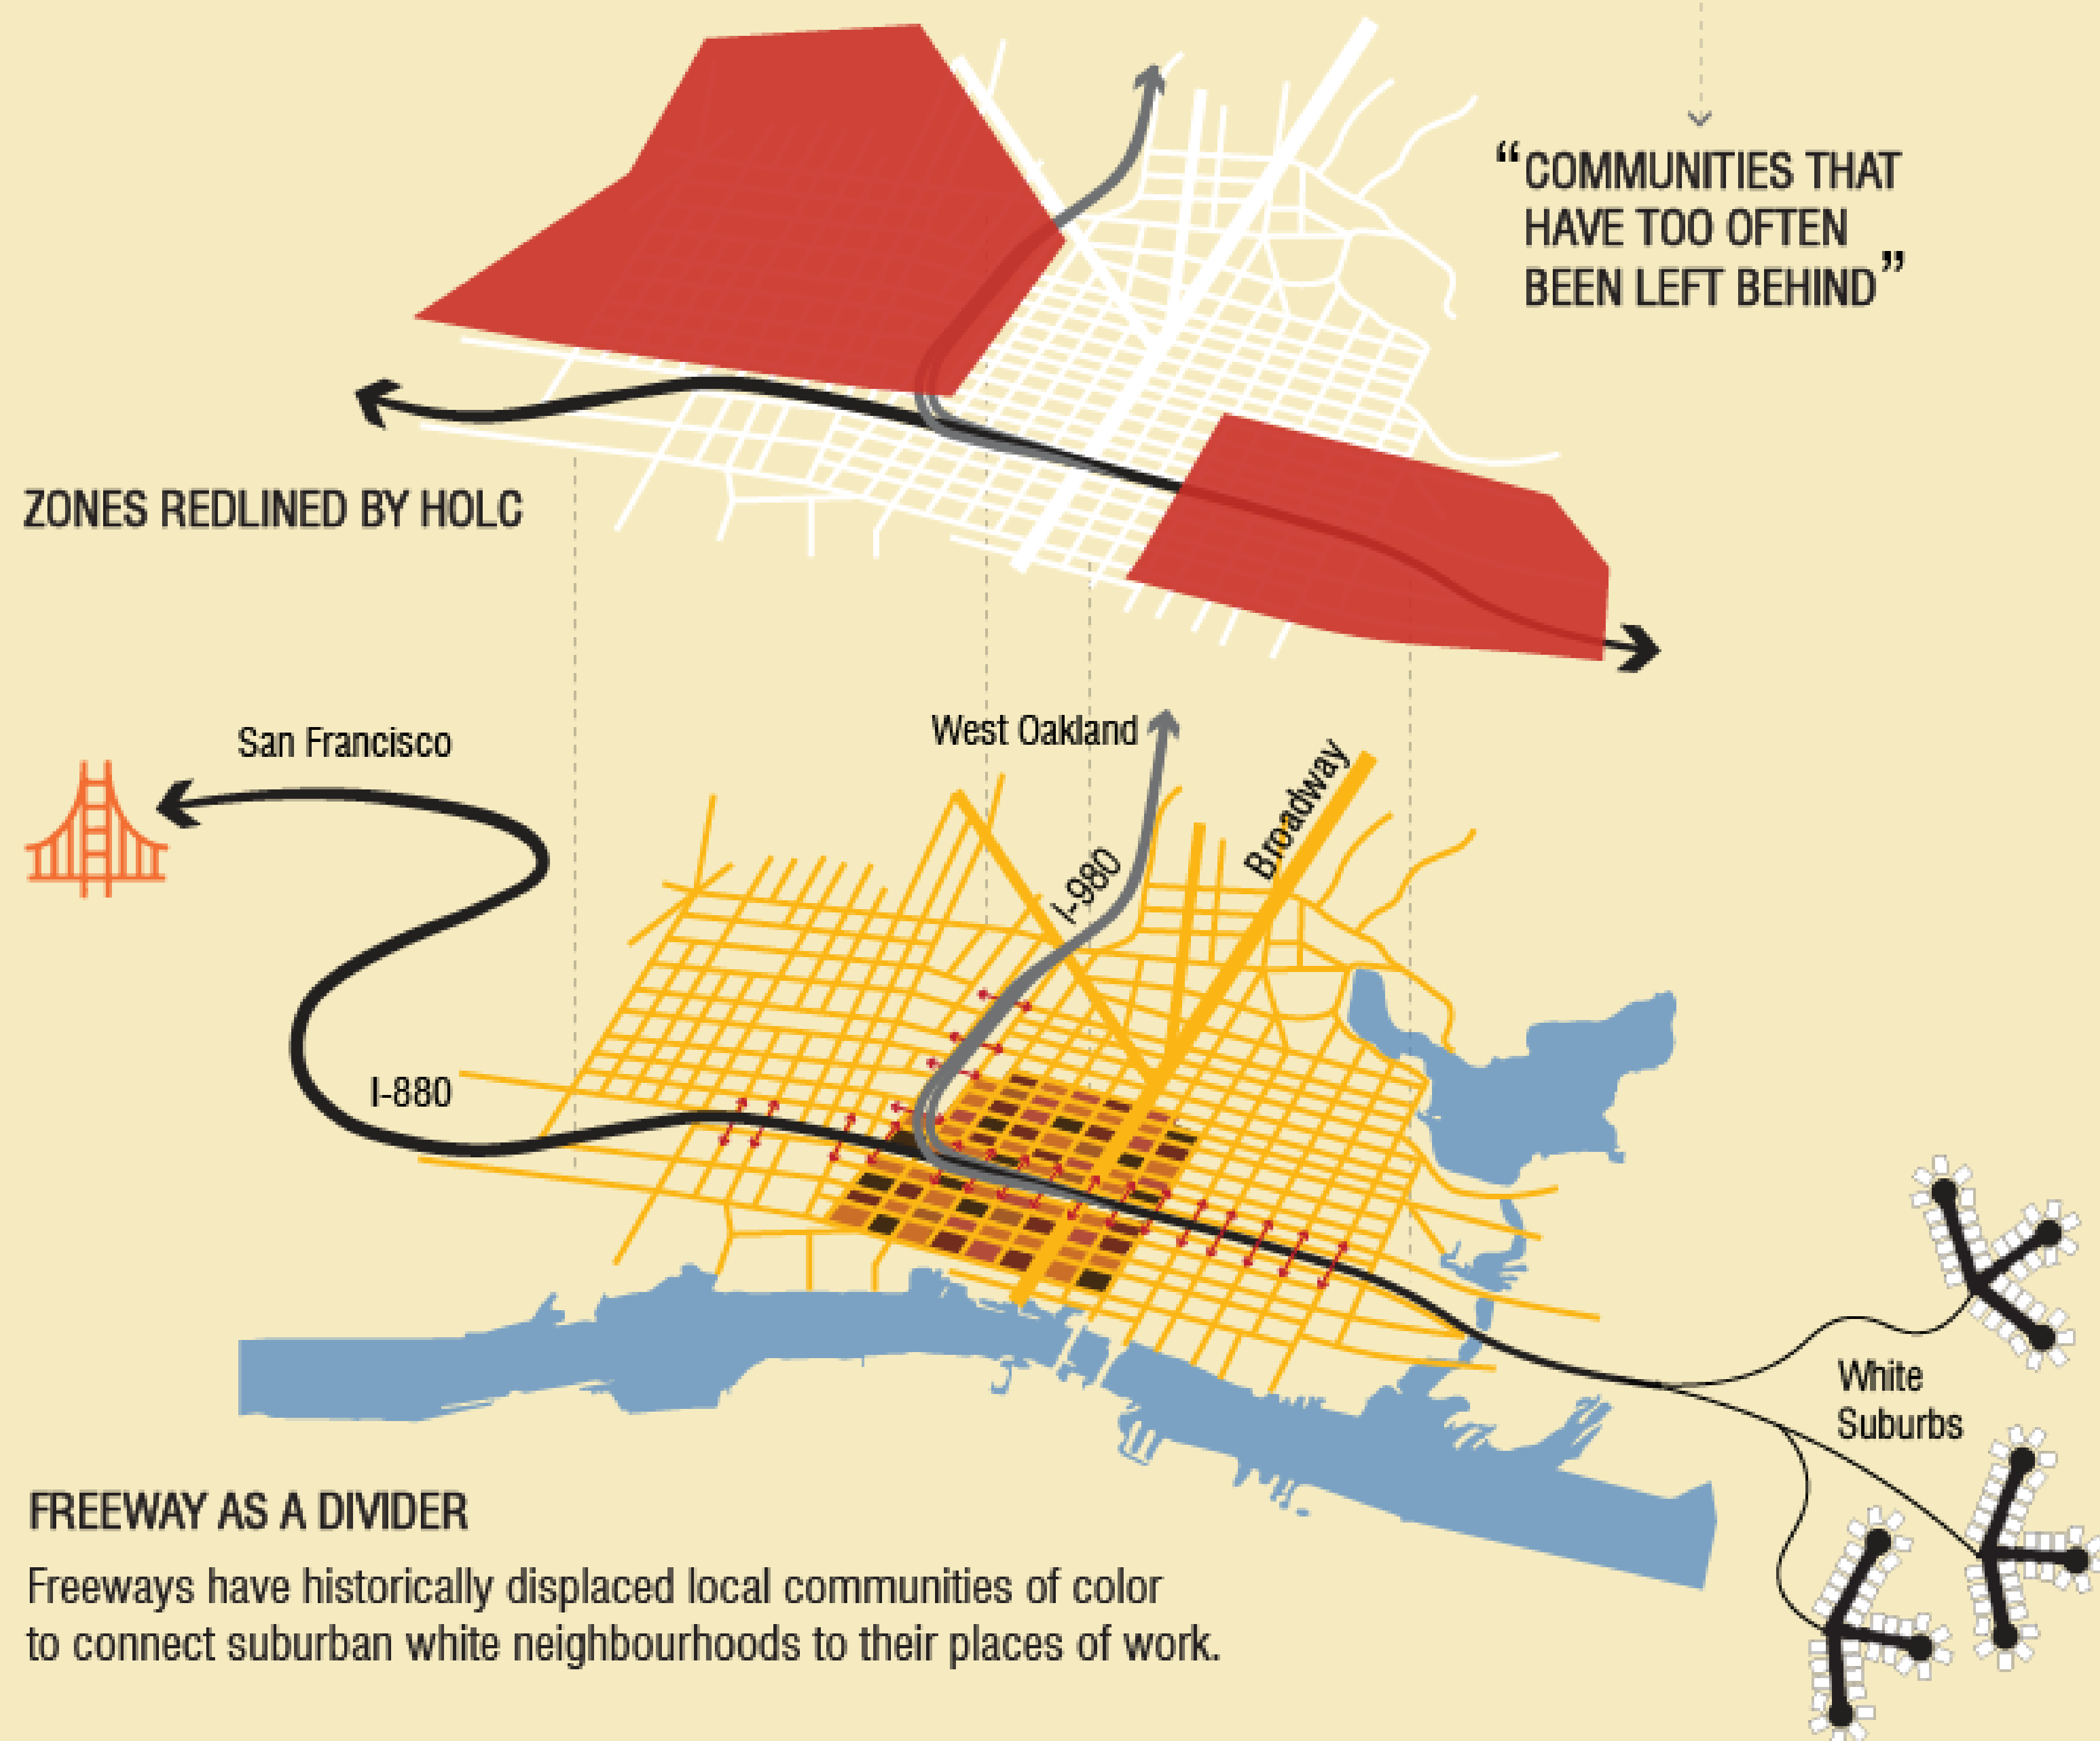 “COMMUNITIES THAT
HAVE TOO OFTEN
BEEN LEFT BEHIND”
ZONES REDLINED BY HOLC
San Francisco
West Oakland
Broadway
I-980
I-880
White
Suburbs
FREEWAY AS A DIVIDER
Freeways have historically displaced local communities of color
to connect suburban white neighbourhoods to their places of work.